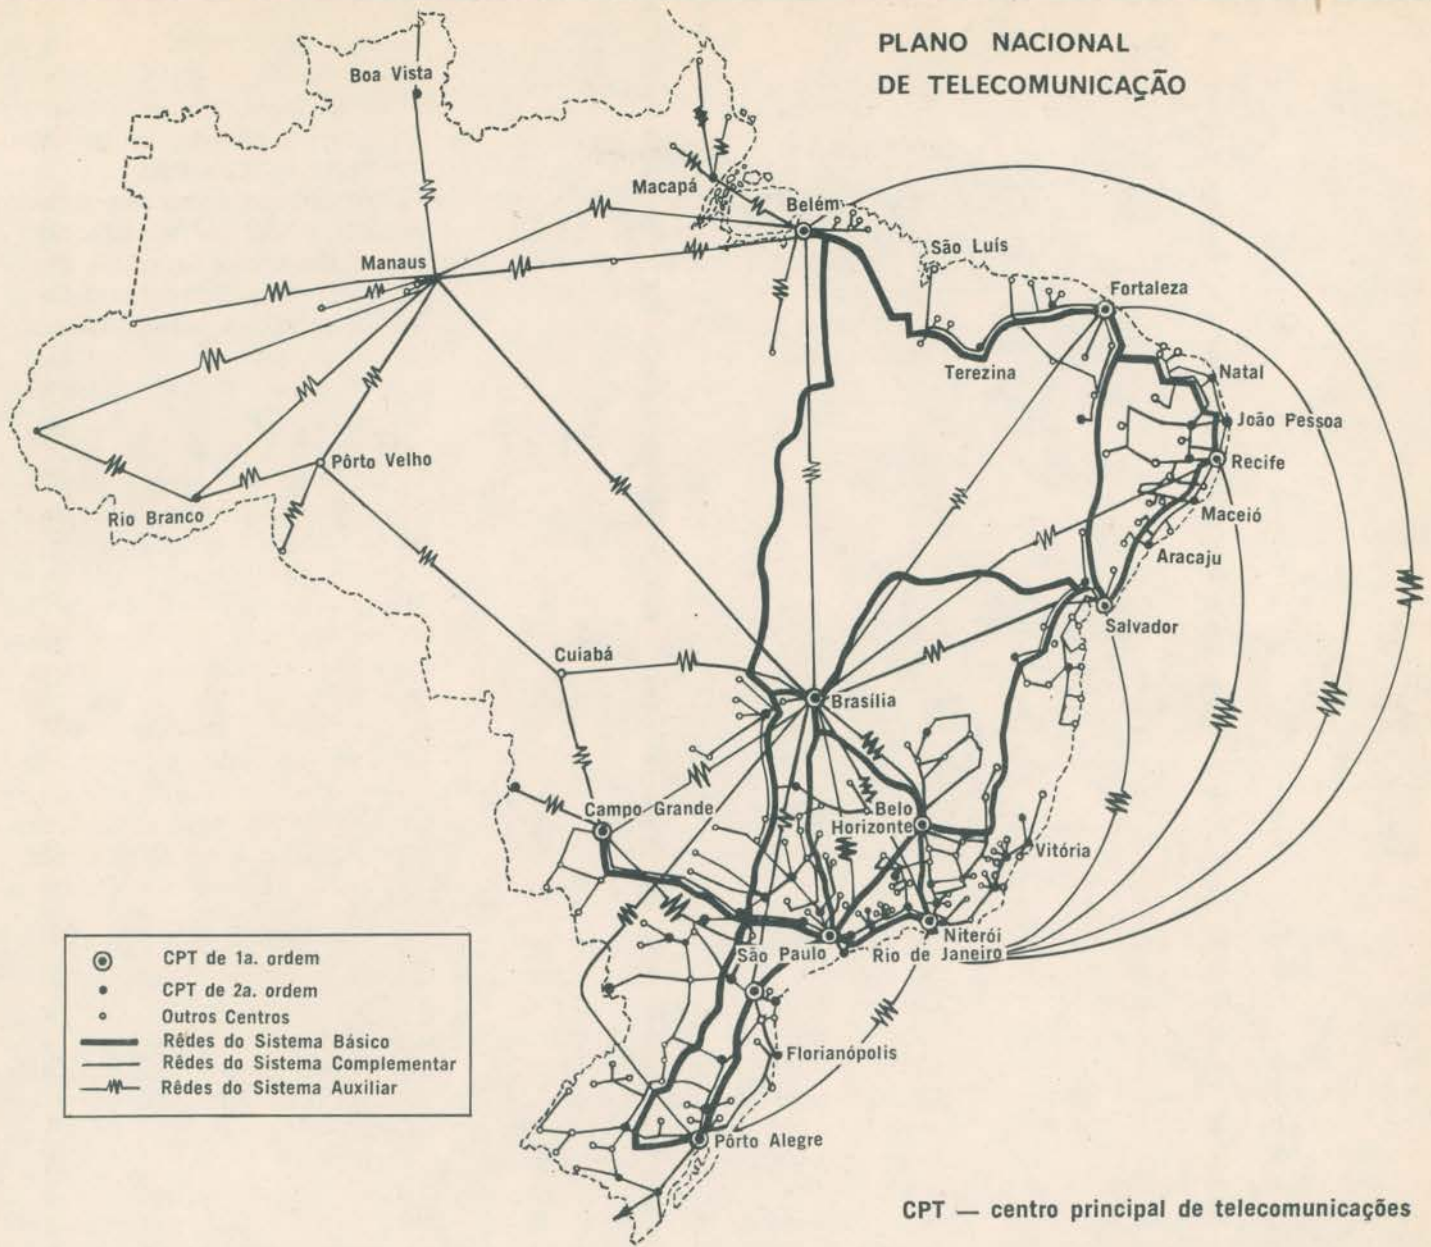 PLANO NACIONAL
DE TELECOMUNICAÇÃO
Boa Vista
Macapá
Belém
São Luís
Manaus
Fortaleza
Terezina
Natal
João Pessoa
Pôrto Velho
Recife
Rio Branco
Maceió
Aracaju
Salvador
Cuiabá
Brasília
Campo Grande
Belo
Horizonte
Vitória
Niterói
São Paulo
Rio de Janeiro
Florianópolis
Pôrto Alegre
CPT de 1a. ordem
CPT de 2a. ordem
Outros Centros
Rêdes do Sistema Básico
Rêdes do Sistema Complementar
Rêdes do Sistema Auxiliar
CPT — centro principal de telecomunicações